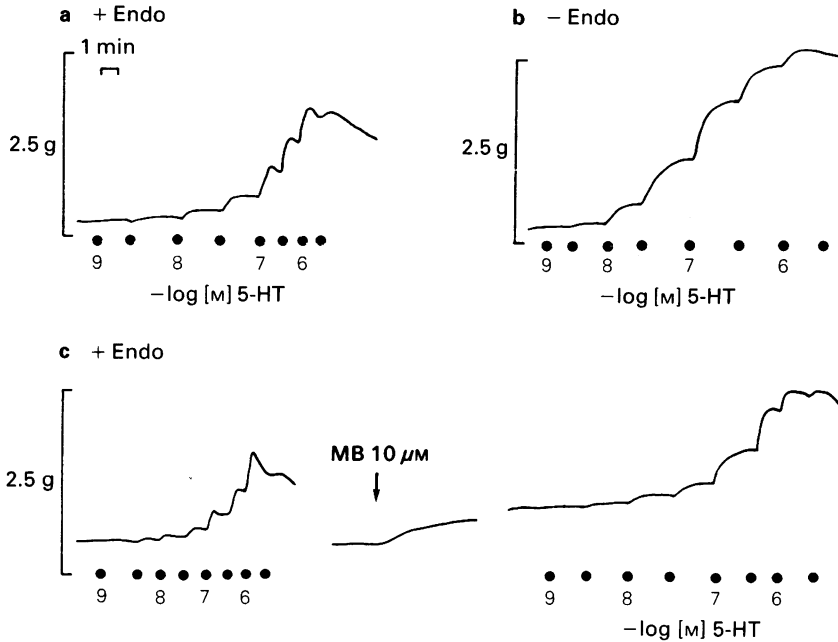 a + Endo
1 min
2.5 g
9 8 7 6
−log [M] 5-HT
b − Endo
2.5 g
9 8 7 6
−log [M] 5-HT
c + Endo
2.5 g
MB 10 μM
9 8 7 6
9 8 7 6
−log [M] 5-HT